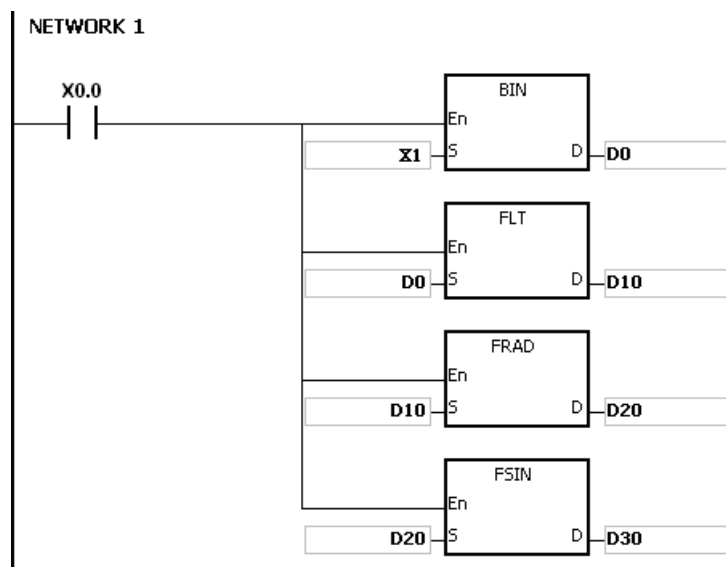 NETWORK 1
X0.0
BIN
En
X1 S D D0
FLT
En
D0 S D D10
FRAD
En
D10 S D D20
FSIN
En
D20 S D D30